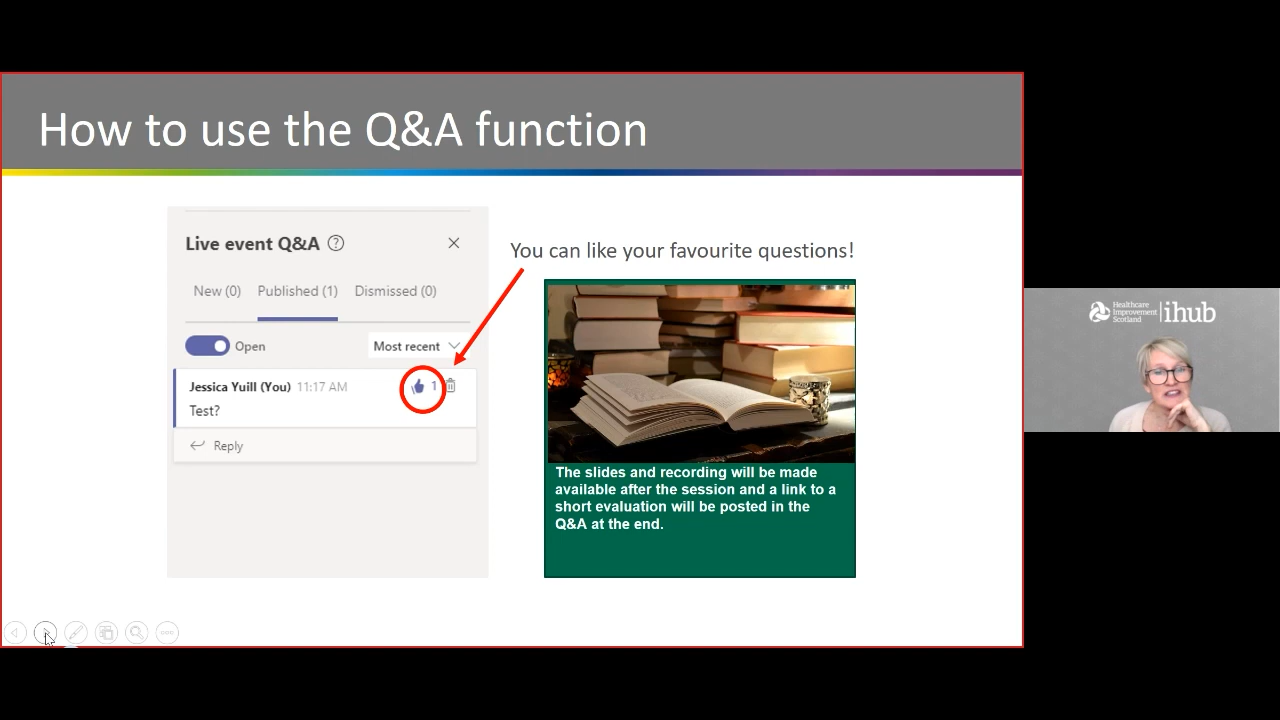 How to use the Q&A function
Live event Q&A
New (0) Published (1) Dismissed (0)
Open
Most recent
Jessica Yuill (You) 11:17 AM
1
Test?
Reply
You can like your favourite questions!
The slides and recording will be made
available after the session and a link to a
short evaluation will be posted in the
Q&A at the end.
Healthcare
Improvement
Scotland
ihub